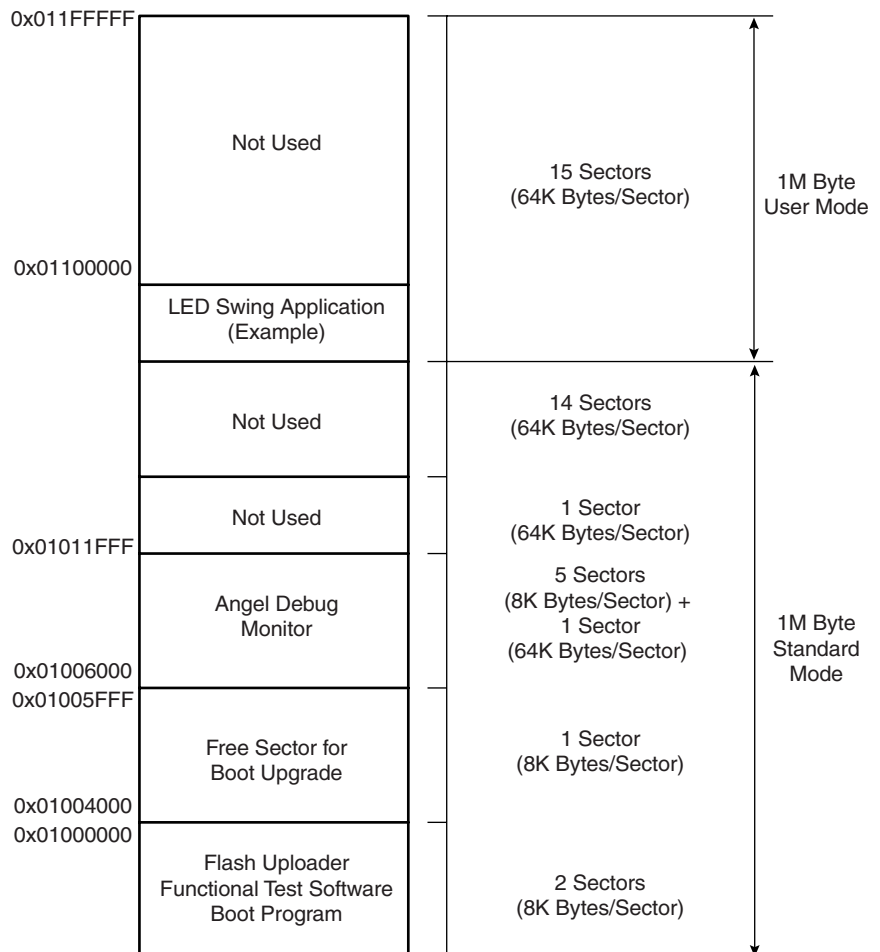 0x011FFFFF
Not Used
15 Sectors
(64K Bytes/Sector)
1M Byte
User Mode
0x01100000
LED Swing Application
(Example)
Not Used
14 Sectors
(64K Bytes/Sector)
Not Used
1 Sector
(64K Bytes/Sector)
0x01011FFF
Angel Debug
Monitor
5 Sectors
(8K Bytes/Sector) +
1 Sector
(64K Bytes/Sector)
1M Byte
Standard
Mode
0x01006000
0x01005FFF
Free Sector for
Boot Upgrade
1 Sector
(8K Bytes/Sector)
0x01004000
0x01000000
Flash Uploader
Functional Test Software
Boot Program
2 Sectors
(8K Bytes/Sector)